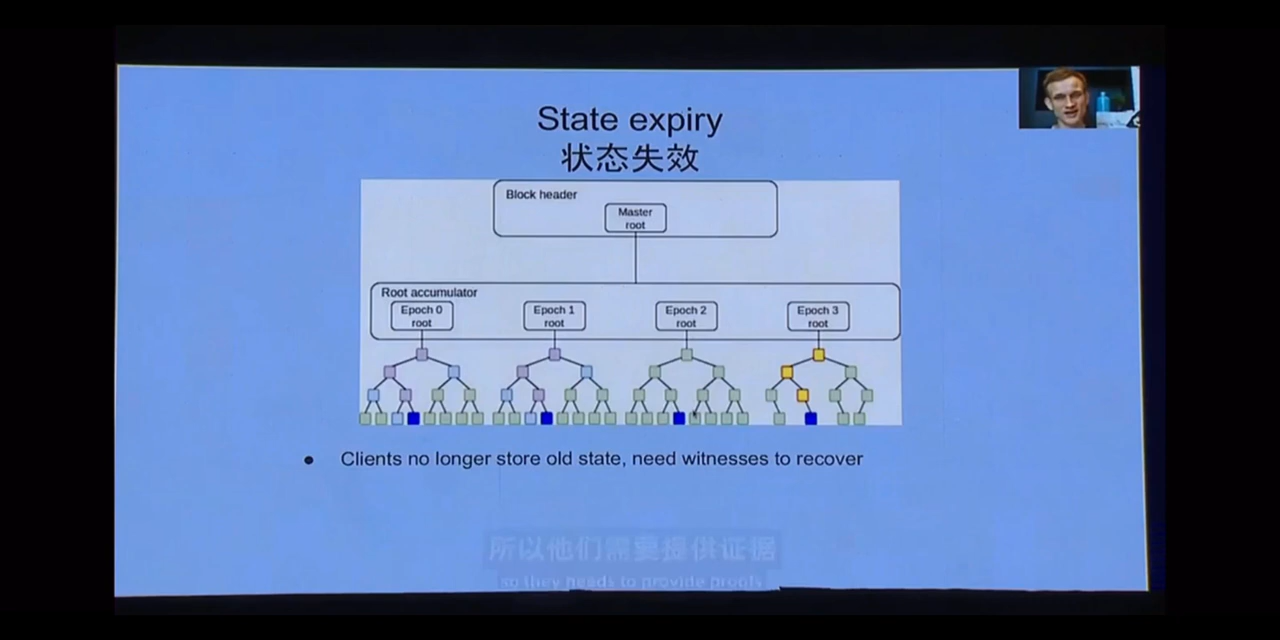 State expiry
状态失效
Block header
Master
root
Root accumulator
Epoch 0
root
Epoch 1
root
Epoch 2
root
Epoch 3
root
Clients no longer store old state, need witnesses to recover
所以他们需要提供证据
so they needs to provide proofs